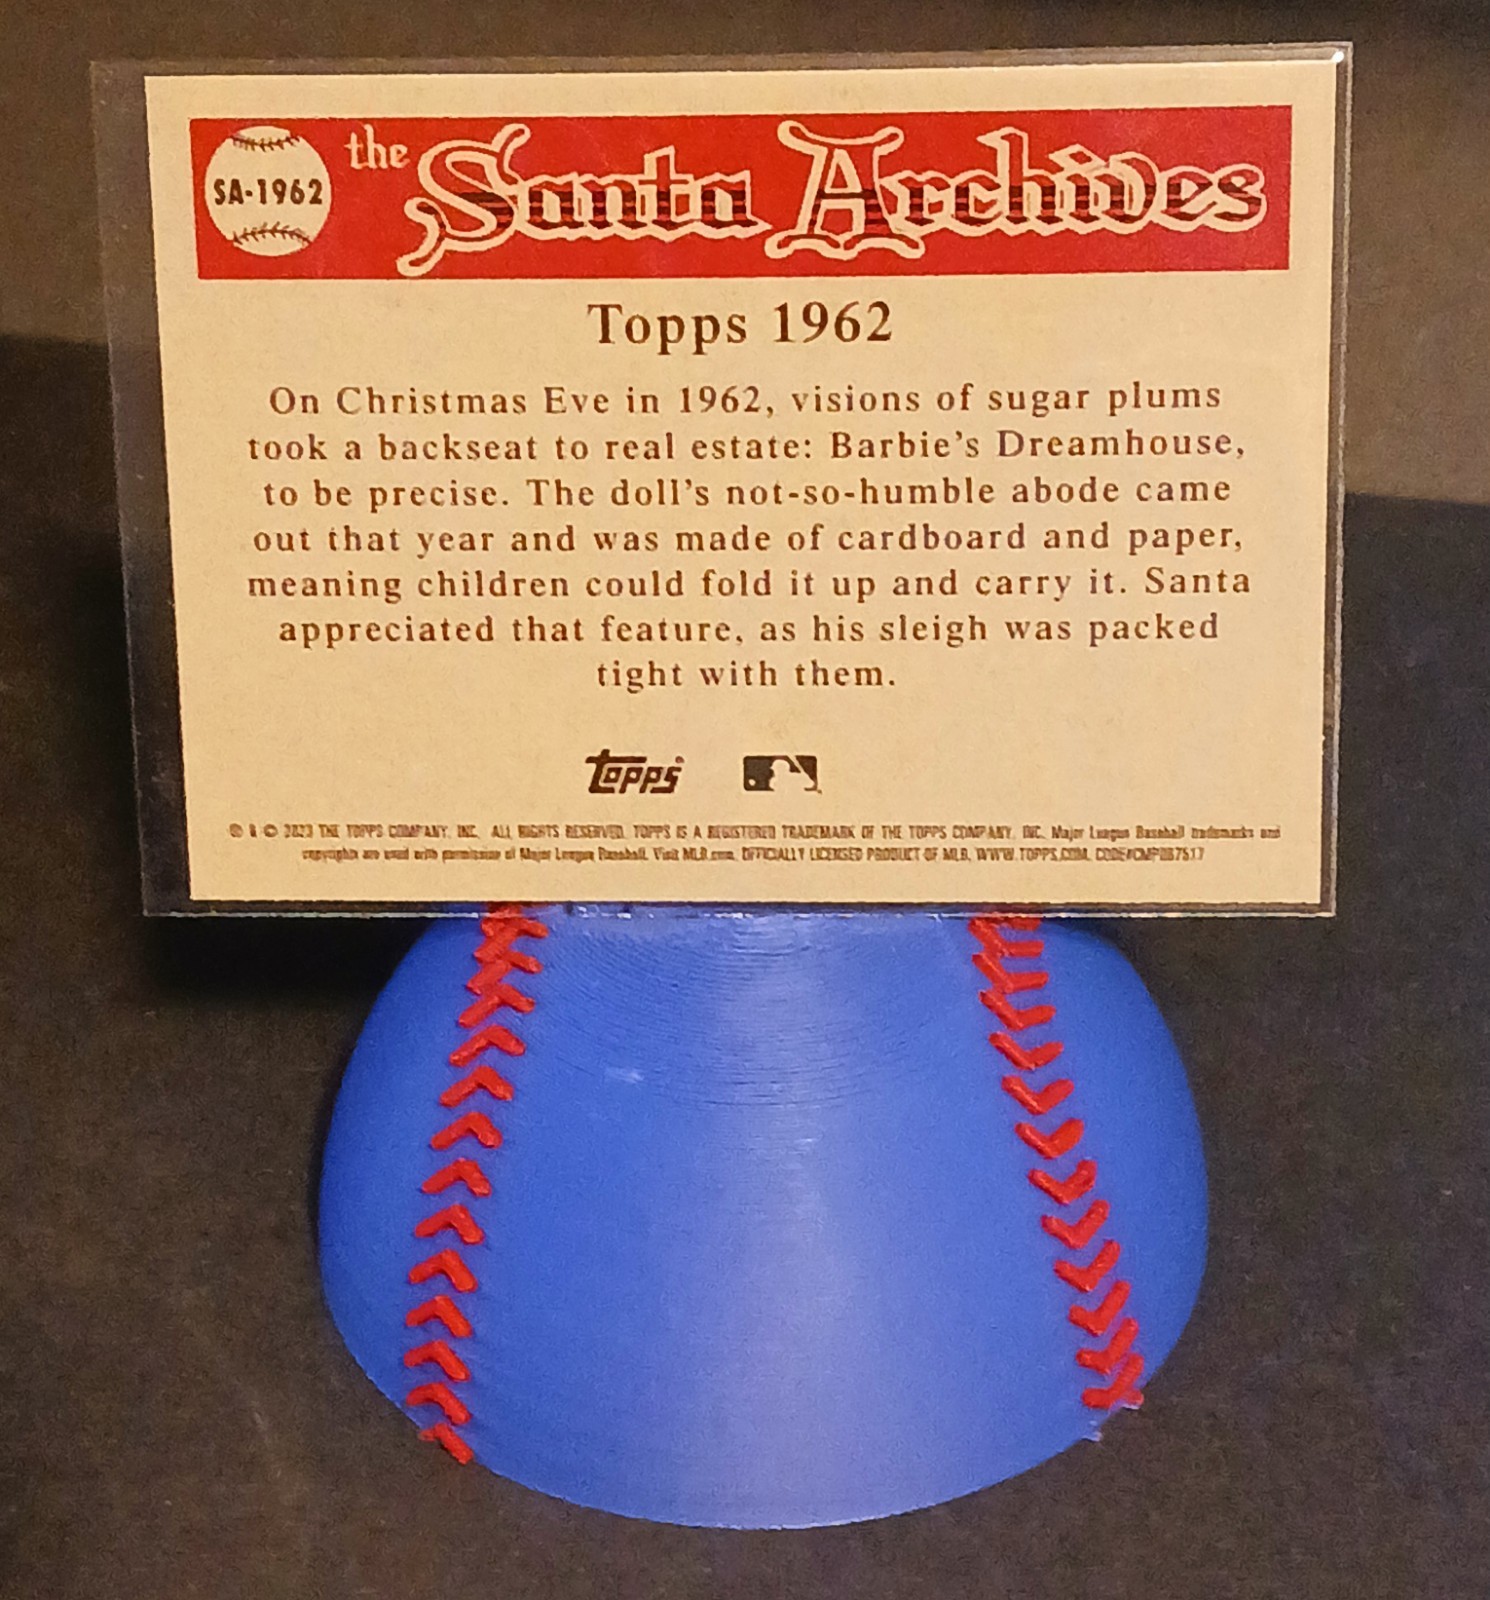 SA-1962
the Santa Archives
Topps 1962
On Christmas Eve in 1962, visions of sugar plums
took a backseat to real estate: Barbie's Dreamhouse,
to be precise. The doll's not-so-humble abode came
out that year and was made of cardboard and paper,
meaning children could fold it up and carry it. Santa
appreciated that feature, as his sleigh was packed
tight with them.
Topps
® & © 2023 THE TOPPS COMPANY, INC. ALL RIGHTS RESERVED. TOPPS IS A REGISTERED TRADEMARK OF THE TOPPS COMPANY, INC. Major League Baseball trademarks and
copyrights are used with permission of Major League Baseball. Visit MLB.com. OFFICIALLY LICENSED PRODUCT OF MLB. WWW.TOPPS.COM. CODE#CMP087517